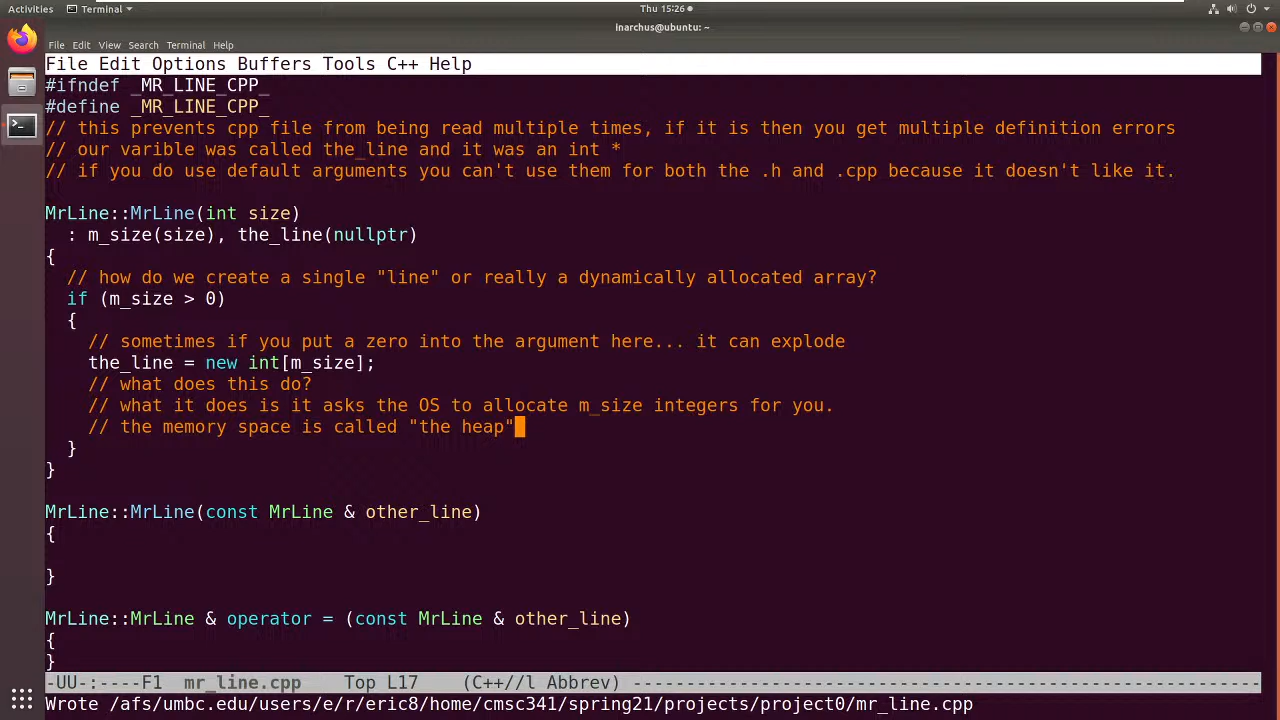 Activities Terminal Thu 15:26
inarchus@ubuntu: ~
File Edit View Search Terminal Help
File Edit Options Buffers Tools C++ Help
#ifndef _MR_LINE_CPP_
#define _MR_LINE_CPP_
// this prevents cpp file from being read multiple times, if it is then you get multiple definition errors
// our varible was called the_line and it was an int *
// if you do use default arguments you can't use them for both the .h and .cpp because it doesn't like it.
MrLine::MrLine(int size)
: m_size(size), the_line(nullptr)
{
// how do we create a single "line" or really a dynamically allocated array?
if (m_size > 0)
{
// sometimes if you put a zero into the argument here... it can explode
the_line = new int[m_size];
// what does this do?
// what it does is it asks the OS to allocate m_size integers for you.
// the memory space is called "the heap"
}
}
MrLine::MrLine(const MrLine & other_line)
{
}
MrLine::MrLine & operator = (const MrLine & other_line)
{
}
-UU-:----F1 mr_line.cpp Top L17 (C++//l Abbrev) -----------------------------------------------------------
Wrote /afs/umbc.edu/users/e/r/eric8/home/cmsc341/spring21/projects/project0/mr_line.cpp